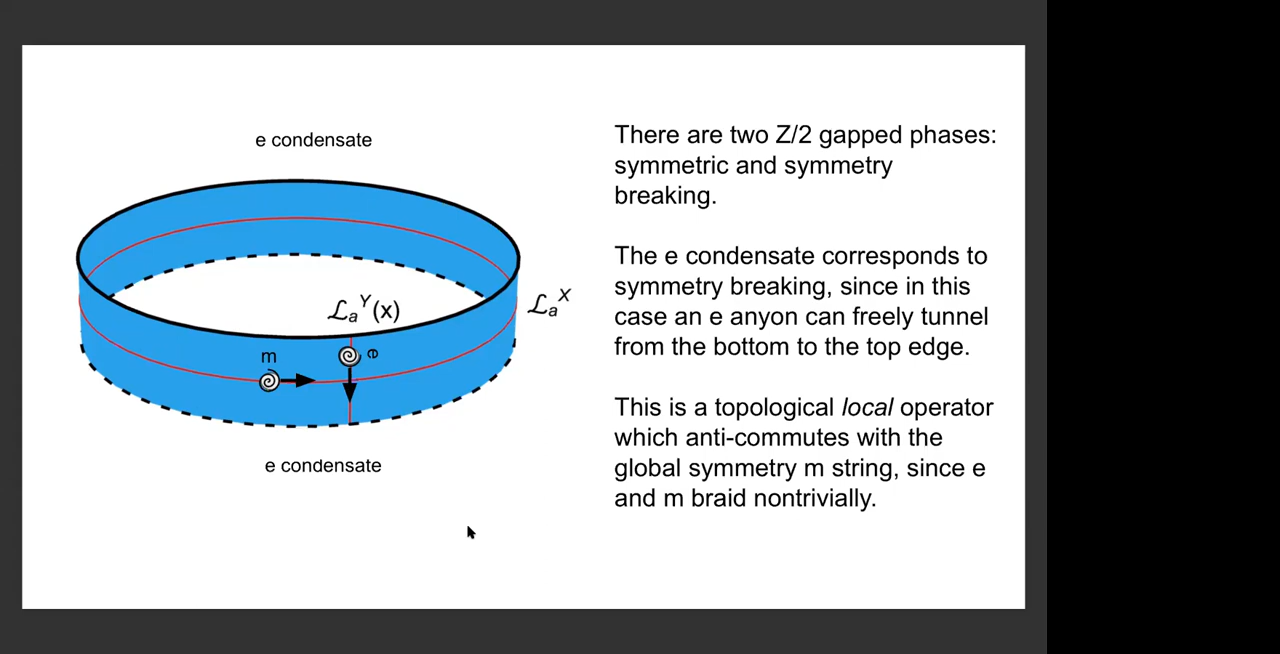 e condensate
ℒₐʸ(x)
ℒₐˣ
m
e
e condensate
There are two Z/2 gapped phases:
symmetric and symmetry
breaking.
The e condensate corresponds to
symmetry breaking, since in this
case an e anyon can freely tunnel
from the bottom to the top edge.
This is a topological local operator
which anti-commutes with the
global symmetry m string, since e
and m braid nontrivially.